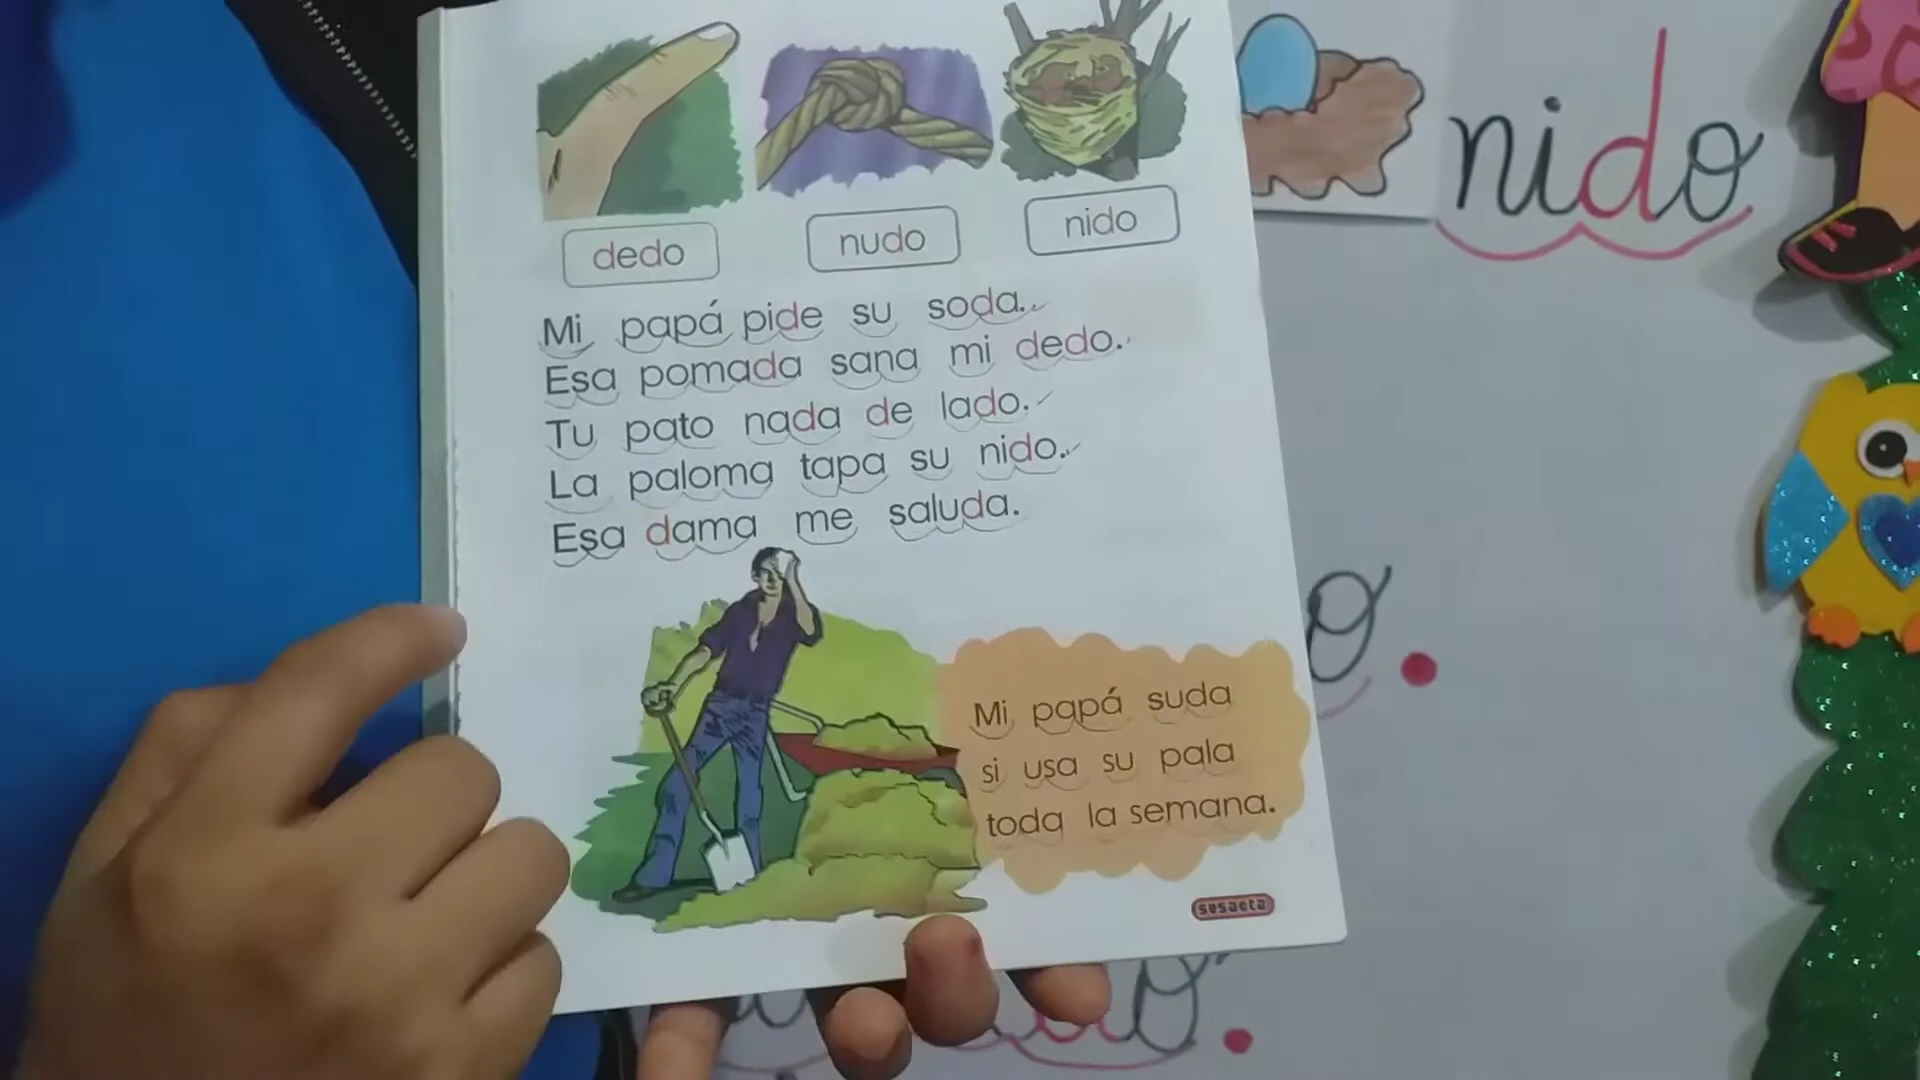 dedo
nudo
nido
nido
Mi papá pide su soda.
Esa pomada sana mi dedo.
Tu pato nada de lado.
La paloma tapa su nido.
Esa dama me saluda.
Mi papá suda
si usa su pala
toda la semana.
susaeta